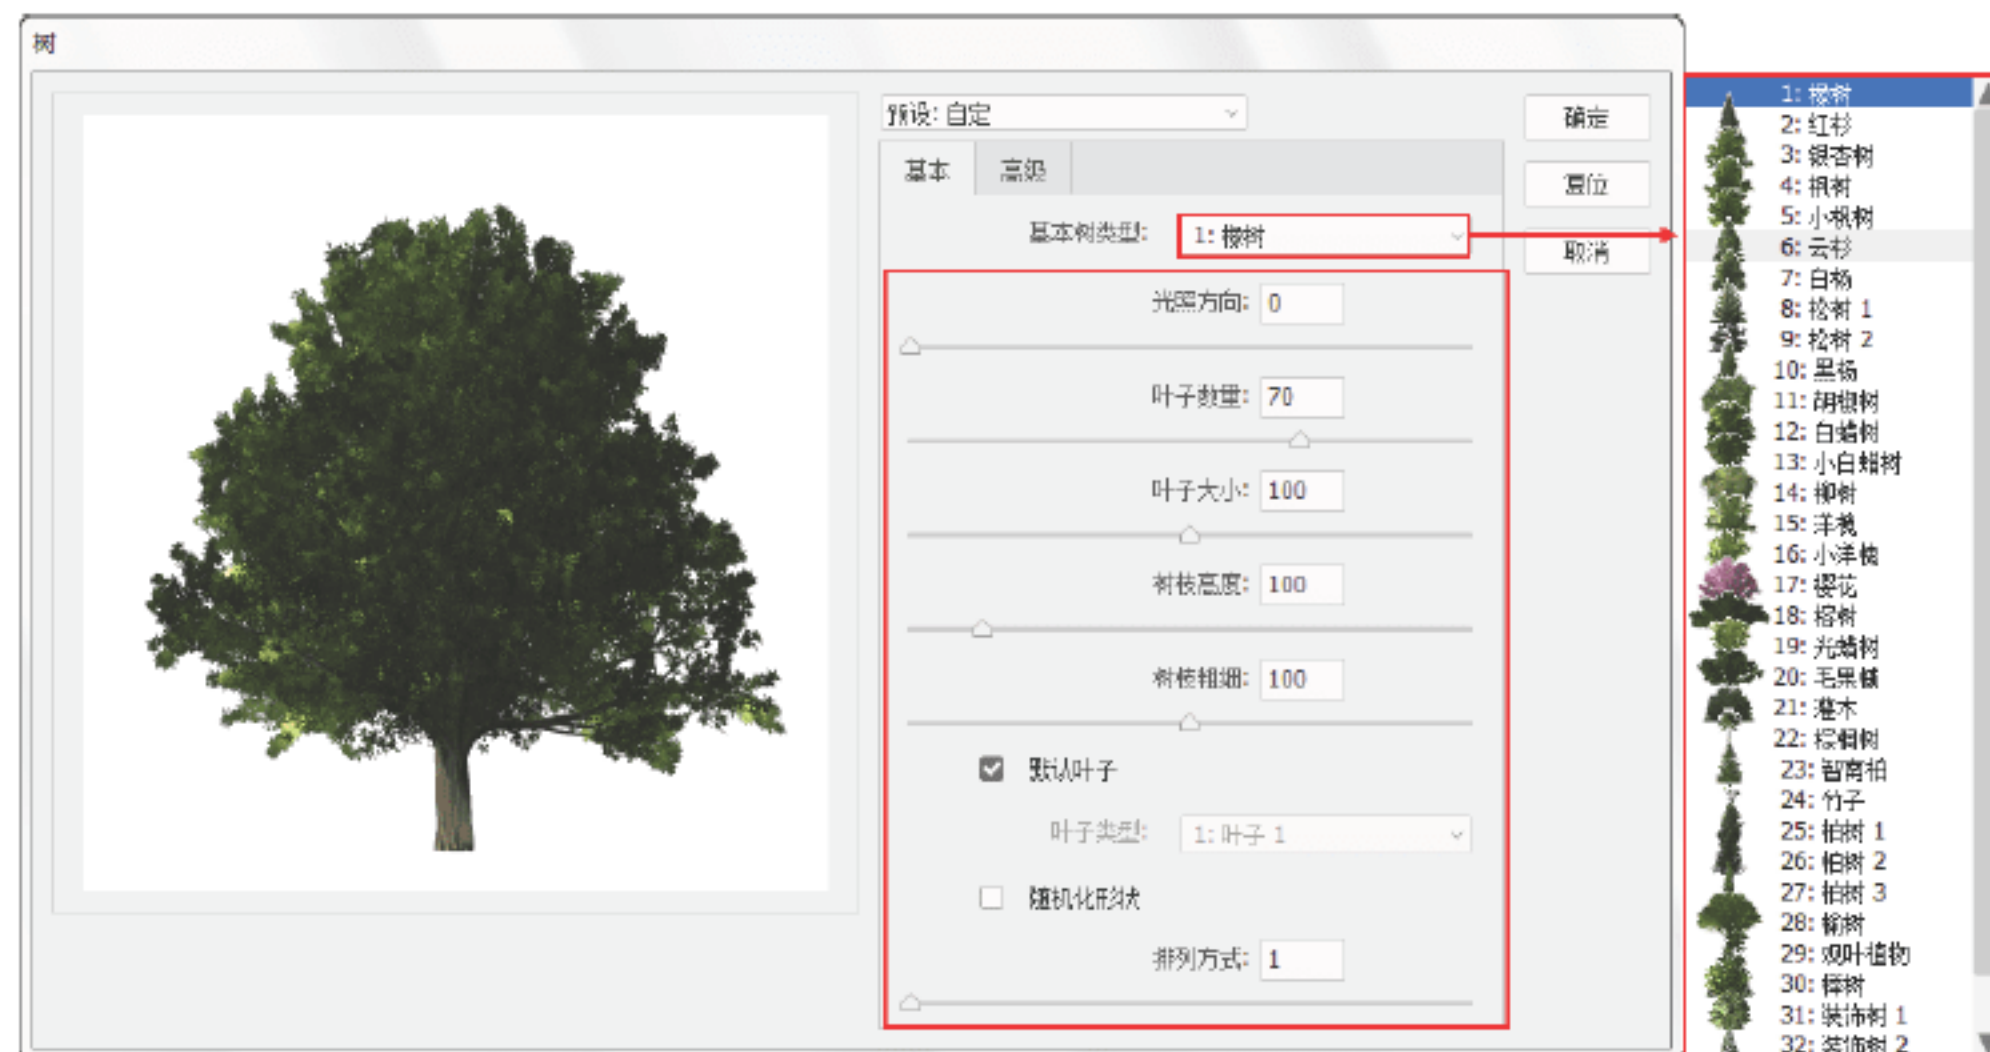 树
预设: 自定
确定
基本
高级
复位
基本树类型:
1: 橡树
取消
光照方向: 0
叶子数量: 70
叶子大小: 100
树枝高度: 100
树枝粗细: 100
默认叶子
叶子类型:
1: 叶子 1
随机化形状
排列方式: 1
1: 橡树
2: 红杉
3: 银杏树
4: 枫树
5: 小枫树
6: 云杉
7: 白杨
8: 松树 1
9: 松树 2
10: 黑杨
11: 胡椒树
12: 白蜡树
13: 小白蜡树
14: 柳树
15: 洋槐
16: 小洋槐
17: 樱花
18: 榕树
19: 光蜡树
20: 毛果槭
21: 灌木
22: 棕榈树
23: 智南柏
24: 竹子
25: 柏树 1
26: 柏树 2
27: 柏树 3
28: 榆树
29: 观叶植物
30: 榉树
31: 装饰树 1
32: 装饰树 2